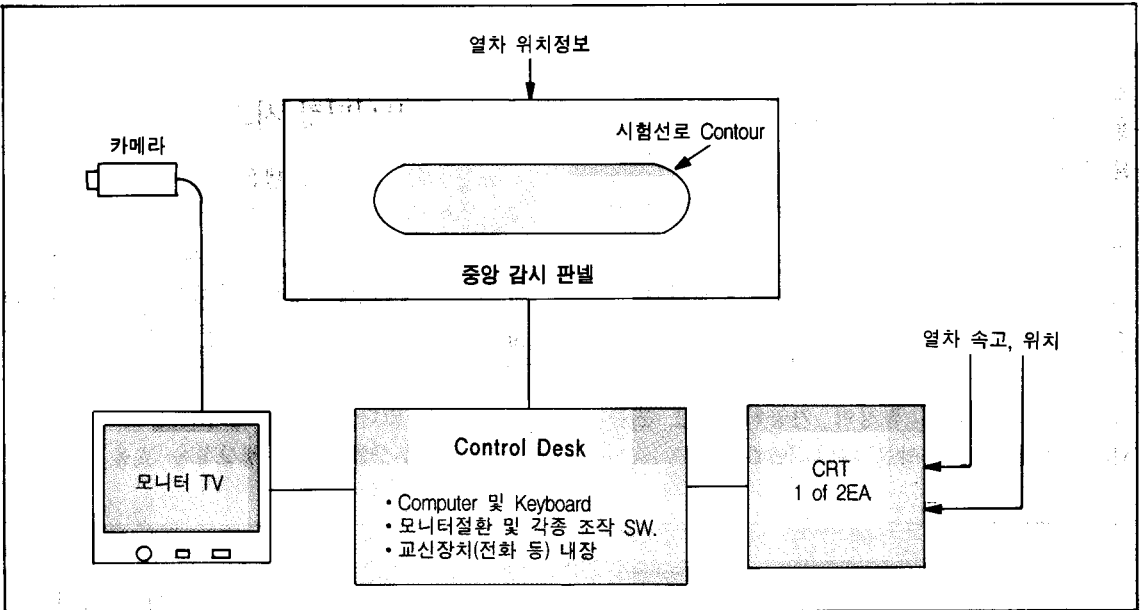 열차 위치정보
카메라
시험선로 Contour
중앙 감시 판넬
열차 속고, 위치
모니터 TV
Control Desk
• Computer 및 Keyboard
• 모니터절환 및 각종 조작 SW.
• 교신장치(전화 등) 내장
CRT
1 of 2EA